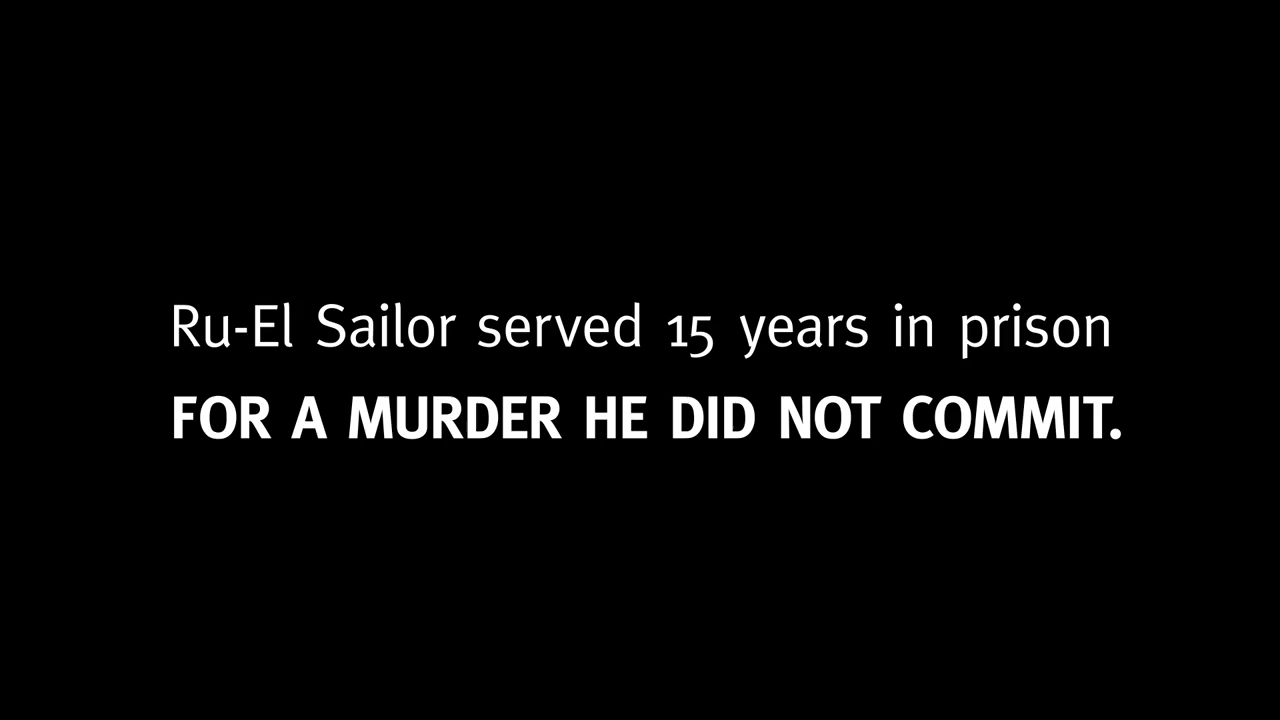 Ru-El Sailor served 15 years in prison
FOR A MURDER HE DID NOT COMMIT.